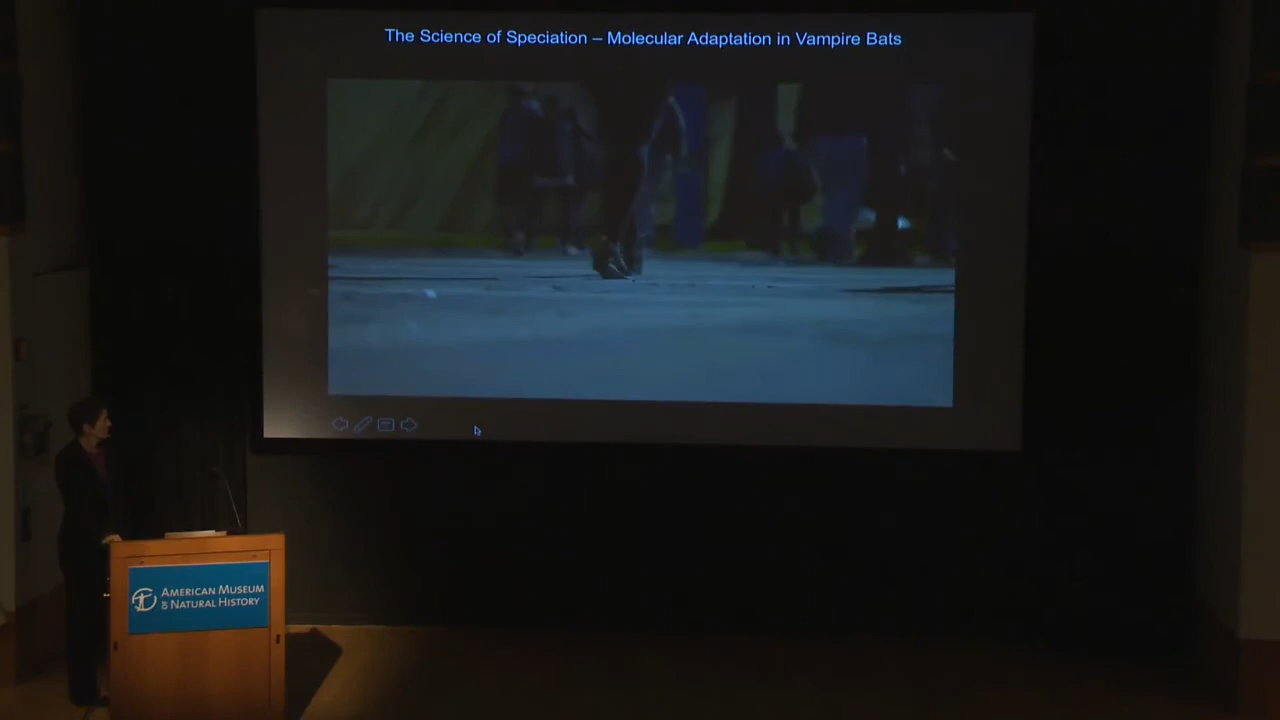 The Science of Speciation – Molecular Adaptation in Vampire Bats
AMERICAN MUSEUM
& NATURAL HISTORY